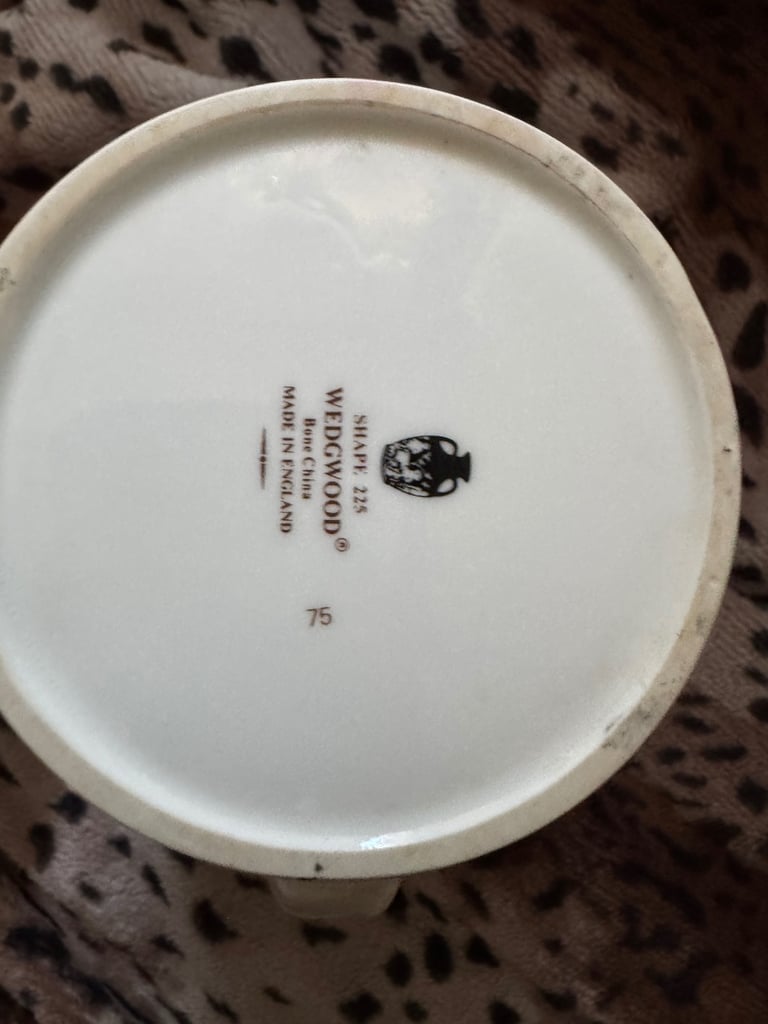 SHAPE 225
WEDGWOOD®
Bone China
MADE IN ENGLAND
75